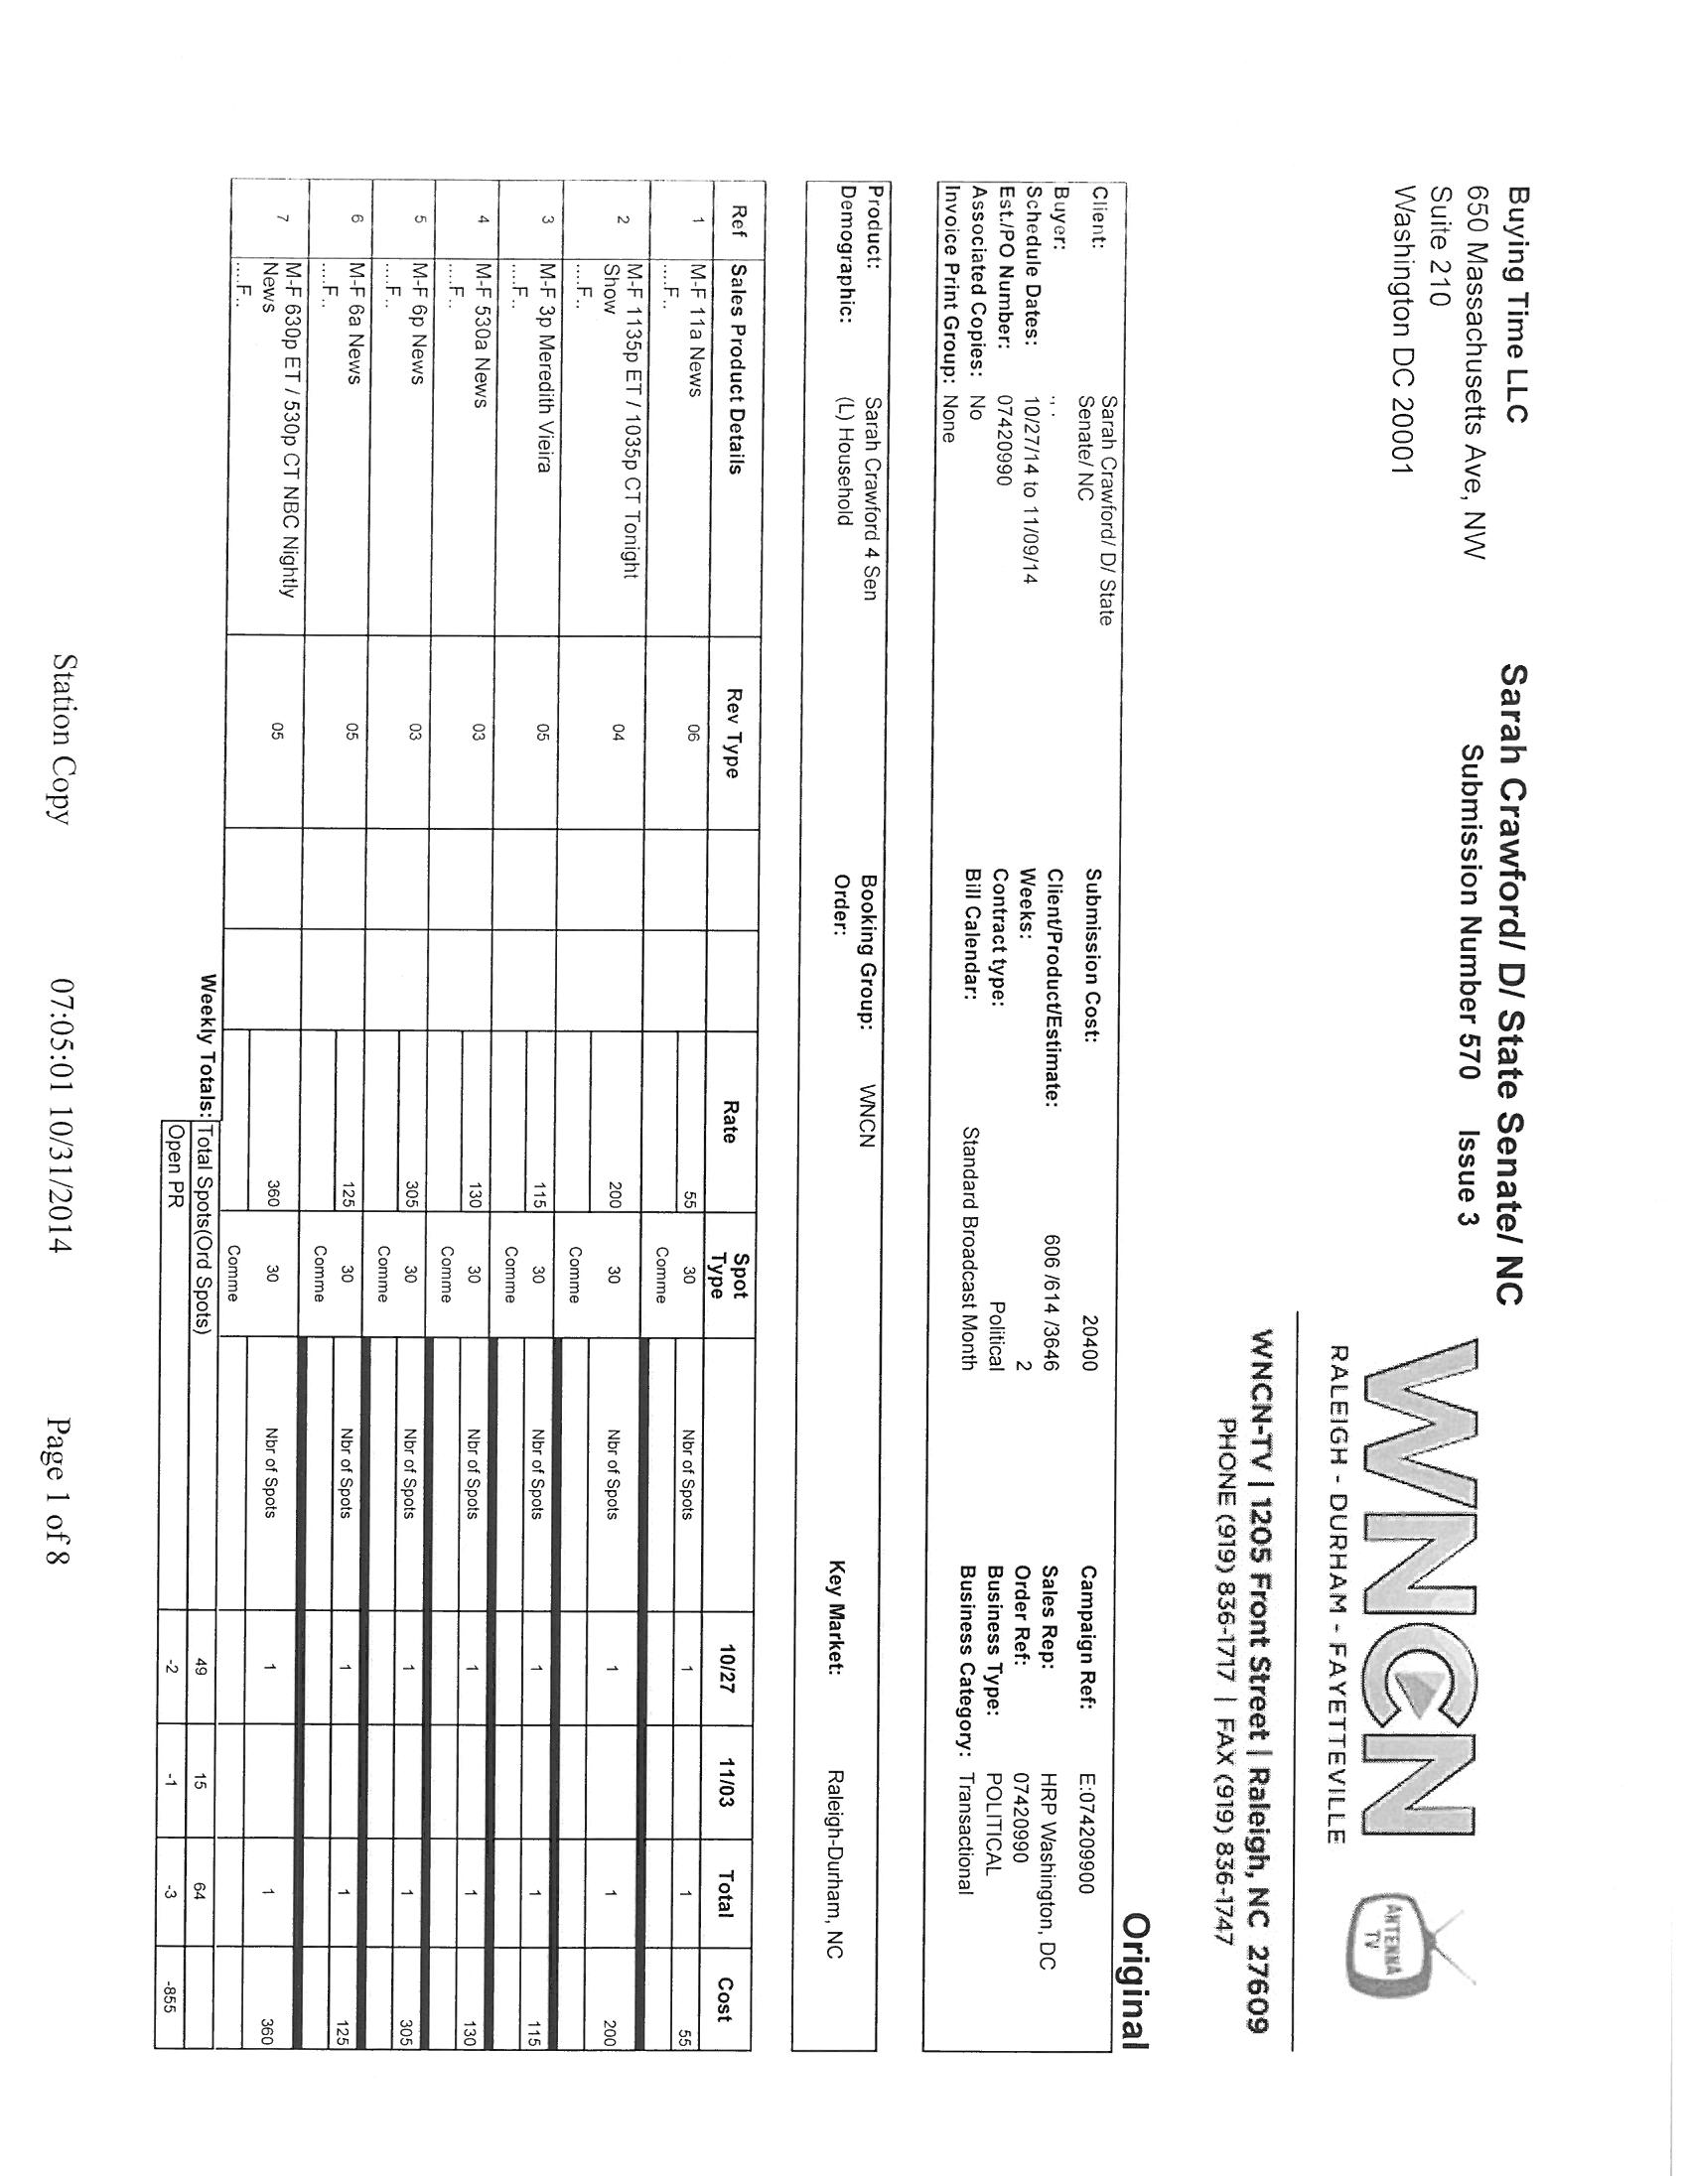 Buying Time LLC
650 Massachusetts Ave, NW
Suite 210
Washington DC 20001
Sarah Crawford/ D/ State Senate/ NC
Submission Number 570 Issue 3
WNCN
RALEIGH - DURHAM - FAYETTEVILLE
ANTENNA
TV
WNCN-TV | 1205 Front Street | Raleigh, NC 27609
PHONE (919) 836-1717 | FAX (919) 836-1747
Original
Client: Sarah Crawford/ D/ State
Senate/ NC
Buyer: ., .
Schedule Dates: 10/27/14 to 11/09/14
Est./PO Number: 07420990
Associated Copies: No
Invoice Print Group: None
Submission Cost: 20400
Client/Product/Estimate: 606 /614 /3646
Weeks: 2
Contract type: Political
Bill Calendar: Standard Broadcast Month
Campaign Ref: E:07420990
Sales Rep: HRP Washington, DC
Order Ref: 07420990
Business Type: POLITICAL
Business Category: Transactional
Product: Sarah Crawford 4 Sen
Demographic: (L) Household
Booking Group: WNCN
Order:
Key Market: Raleigh-Durham, NC
Ref Sales Product Details Rev Type Rate Spot Type 10/27 11/03 Total Cost
1 M-F 11a News 06 55 30 Nbr of Spots 1 1 55
....F.. Comme
2 M-F 1135p ET / 1035p CT Tonight
Show 04 200 30 Nbr of Spots 1 1 200
....F.. Comme
3 M-F 3p Meredith Vieira 05 115 30 Nbr of Spots 1 1 115
....F.. Comme
4 M-F 530a News 03 130 30 Nbr of Spots 1 1 130
....F.. Comme
5 M-F 6p News 03 305 30 Nbr of Spots 1 1 305
....F.. Comme
6 M-F 6a News 05 125 30 Nbr of Spots 1 1 125
....F.. Comme
7 M-F 630p ET / 530p CT NBC Nightly
News 05 360 30 Nbr of Spots 1 1 360
....F.. Comme
Weekly Totals: Total Spots(Ord Spots) 49 15 64
Open PR -2 -1 -3 -855
Station Copy 07:05:01 10/31/2014 Page 1 of 8